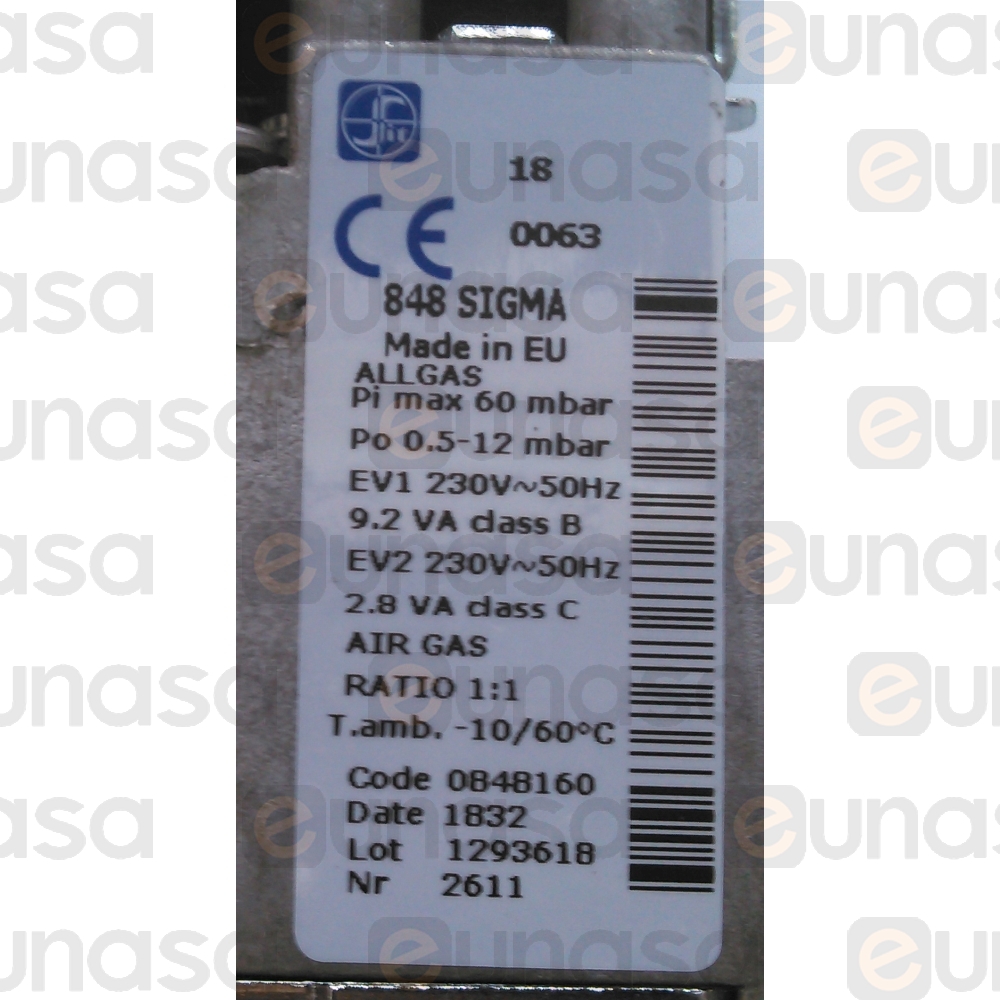 Sit
18
CE 0063
848 SIGMA
Made in EU
ALLGAS
Pi max 60 mbar
Po 0.5-12 mbar
EV1 230V~50Hz
9.2 VA class B
EV2 230V~50Hz
2.8 VA class C
AIR GAS
RATIO 1:1
T.amb. -10/60°C
Code 0848160
Date 1832
Lot 1293618
Nr 2611
eunasa